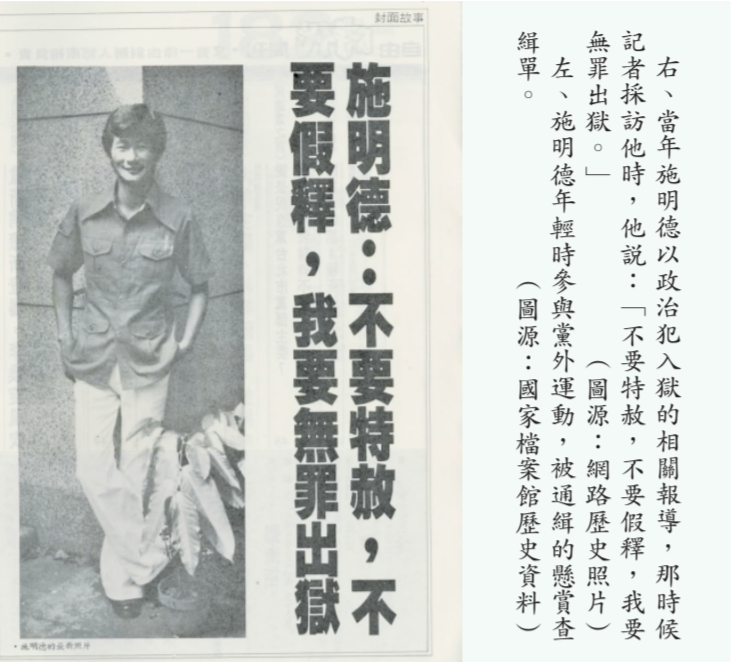 右、當年施明德以政治犯入獄的相關報導，那時候
記者採訪他時，他說：「不要特赦，不要假釋，我要
無罪出獄。」（圖源：網路歷史照片）
左、施明德年輕時參與黨外運動，被通緝的懸賞查
緝單。（圖源：國家檔案館歷史資料）
封面故事
施明德：不要特赦，不
要假釋，我要無罪出獄
•施明德的最新照片